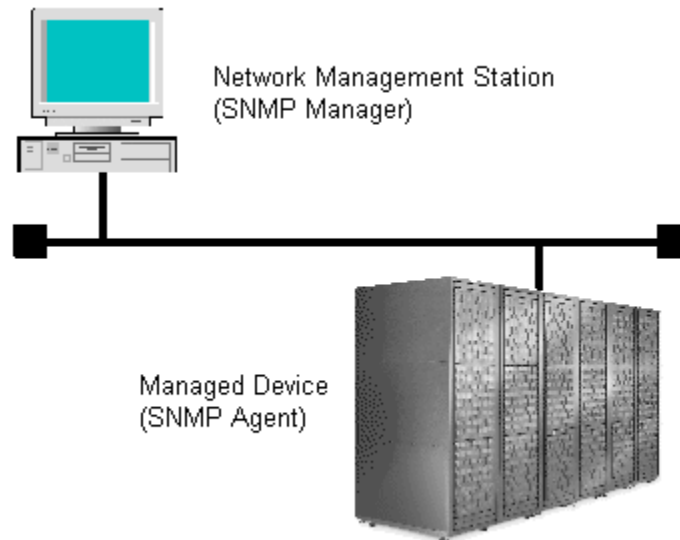 Network Management Station
(SNMP Manager)
Managed Device
(SNMP Agent)